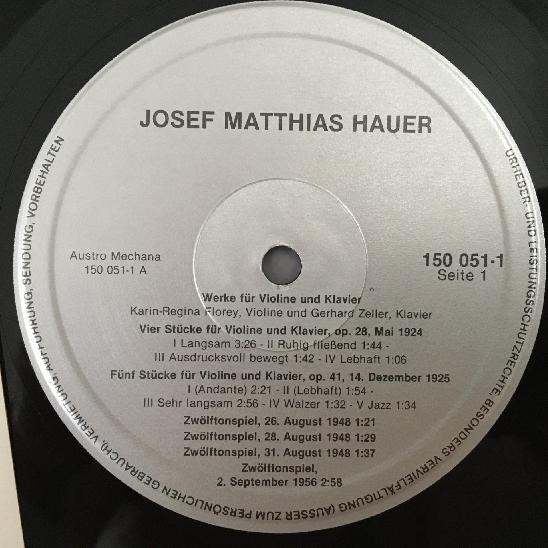 JOSEF MATTHIAS HAUER
Austro Mechana
150 051-1 A
150 051-1
Seite 1
Werke für Violine und Klavier
Karin-Regina Florey, Violine und Gerhard Zeller, Klavier
Vier Stücke für Violine und Klavier, op. 28, Mai 1924
I Langsam 3:26 - II Ruhig-fließend 1:44 -
III Ausdrucksvoll bewegt 1:42 - IV Lebhaft 1:06
Fünf Stücke für Violine und Klavier, op. 41, 14. Dezember 1925
I (Andante) 2:21 - II (Lebhaft) 1:54 -
III Sehr langsam 2:56 - IV Walzer 1:32 - V Jazz 1:34
Zwölftonspiel, 26. August 1948 1:21
Zwölftonspiel, 28. August 1948 1:29
Zwölftonspiel, 31. August 1948 1:37
Zwölftonspiel,
2. September 1956 2:58
URHEBER- UND LEISTUNGSSCHUTZRECHTE, BESONDERS VERVIELFÄLTIGUNG (AUSSER ZUM PERSÖNLICHEN GEBRAUCH), VERMIETUNG, AUFFÜHRUNG, SENDUNG, VORBEHALTEN